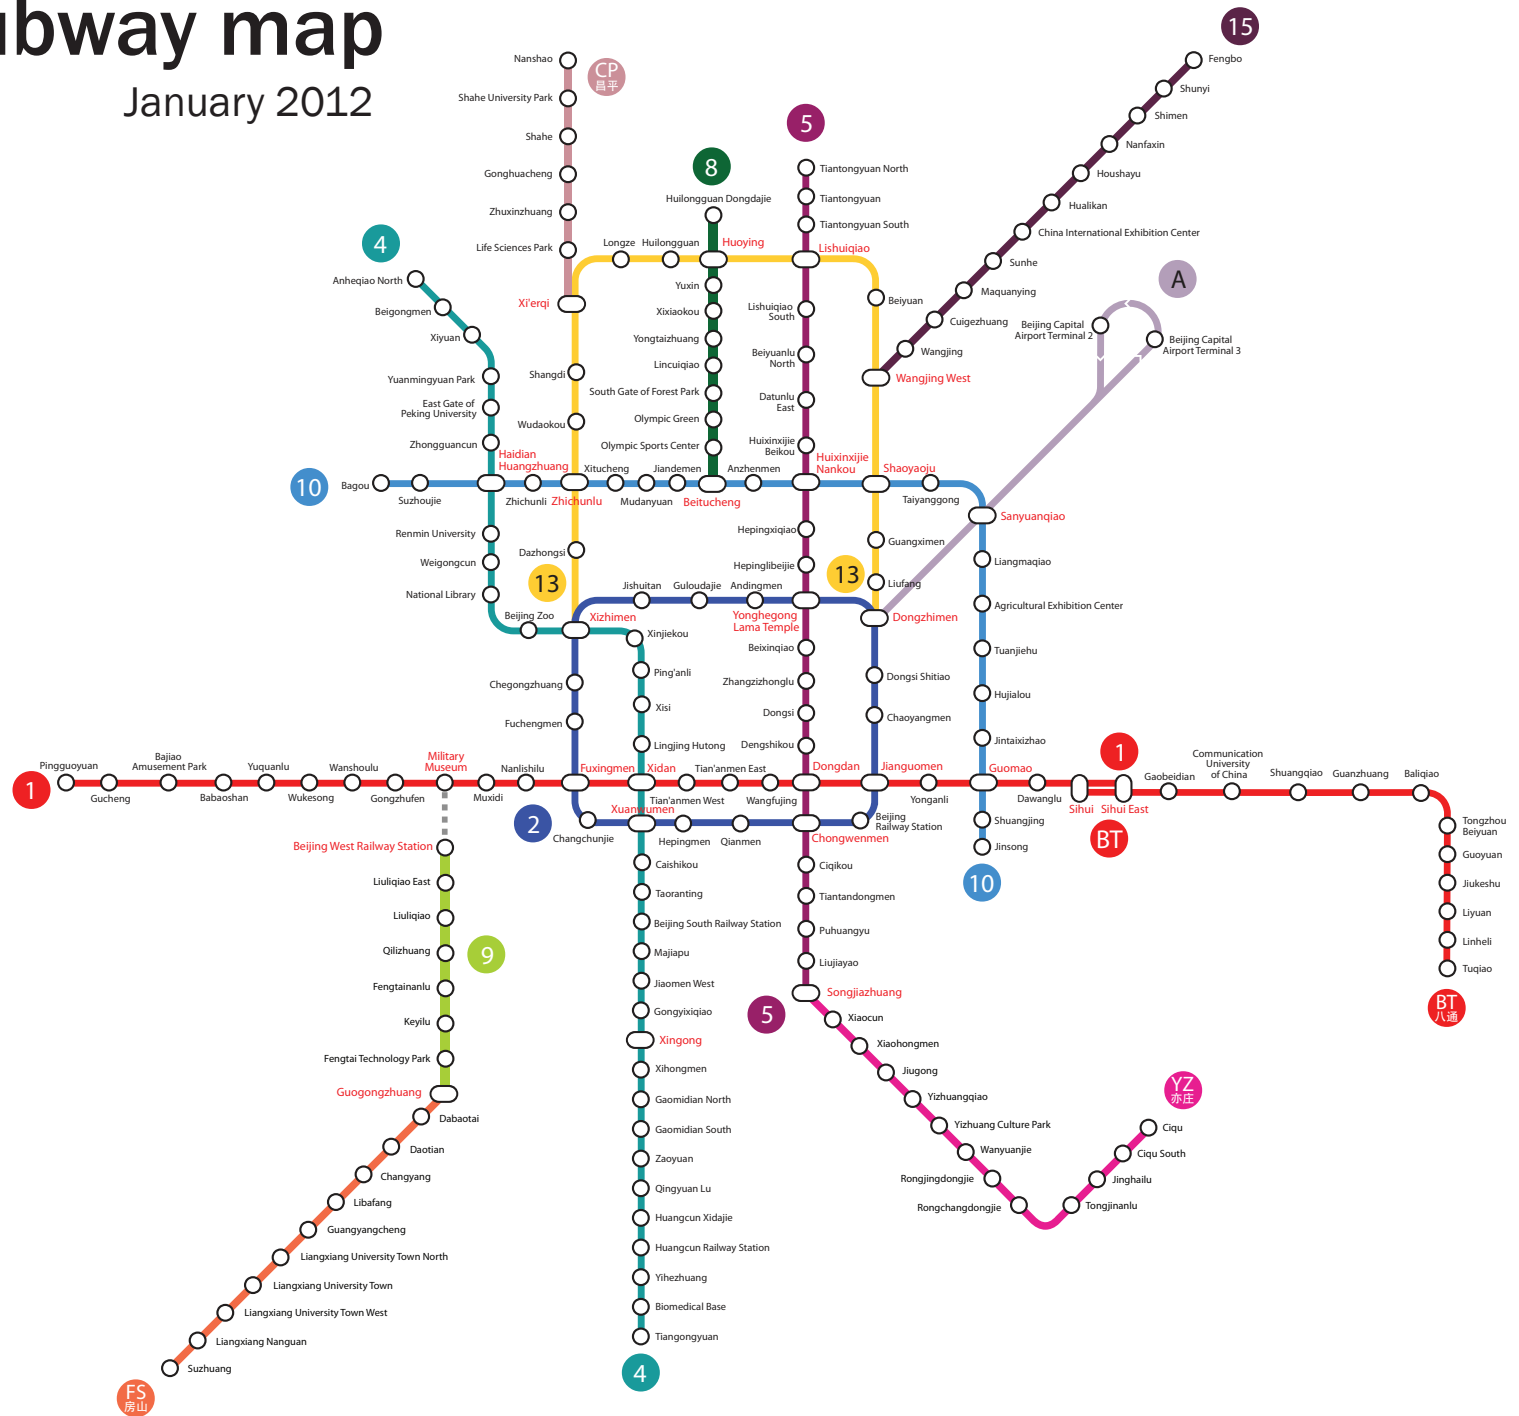 ubway map
January 2012
15
Fengbo
Shunyi
Shimen
Nanfaxin
Houshayu
Hualikan
China International Exhibition Center
Sunhe
Maquanying
Cuigezhuang
Wangjing
Wangjing West
CP
昌平
Nanshao
Shahe University Park
Shahe
Gonghuacheng
Zhuxinzhuang
Life Sciences Park
Xi'erqi
5
Tiantongyuan North
Tiantongyuan
Tiantongyuan South
Lishuiqiao
Lishuiqiao
South
Beiyuanlu
North
Datunlu
East
Huixinxijie
Beikou
Huixinxijie
Nankou
Hepingxiqiao
Hepinglibeijie
Yonghegong
Lama Temple
Beixinqiao
Zhangzizhonglu
Dongsi
Dengshikou
8
Huilongguan Dongdajie
Huoying
Yuxin
Xixiaokou
Yongtaizhuang
Lincuiqiao
South Gate of Forest Park
Olympic Green
Olympic Sports Center
Beitucheng
Longze
Huilongguan
Beiyuan
Shangdi
Wudaokou
Dazhongsi
13
13
Shaoyaoju
Guangximen
Liufang
Dongzhimen
A
Beijing Capital
Airport Terminal 2
Beijing Capital
Airport Terminal 3
4
Anheqiao North
Beigongmen
Xiyuan
Yuanmingyuan Park
East Gate of
Peking University
Zhongguancun
Haidian
Huangzhuang
Renmin University
Weigongcun
National Library
Beijing Zoo
Xizhimen
Xinjiekou
Ping'anli
Xisi
Lingjing Hutong
10
Bagou
Suzhoujie
Zhichunli
Zhichunlu
Xitucheng
Mudanyuan
Jiandemen
Anzhenmen
Taiyanggong
Sanyuanqiao
Liangmaqiao
Agricultural Exhibition Center
Tuanjiehu
Hujialou
Jintaixizhao
Guomao
Shuangjing
Jinsong
10
Jishuitan
Guloudajie
Andingmen
Dongsi Shitiao
Chaoyangmen
Chegongzhuang
Fuchengmen
2
Changchunjie
Xuanwumen
Hepingmen
Qianmen
Chongwenmen
Beijing
Railway Station
1
Pingguoyuan
Gucheng
Bajiao
Amusement Park
Babaoshan
Yuquanlu
Wukesong
Wanshoulu
Gongzhufen
Military
Museum
Muxidi
Nanlishilu
Fuxingmen
Xidan
Tian'anmen West
Tian'anmen East
Wangfujing
Dongdan
Jianguomen
Yonganli
Dawanglu
1
Sihui
Sihui East
BT
Gaobeidian
Communication
University
of China
Shuangqiao
Guanzhuang
Baliqiao
Tongzhou
Beiyuan
Guoyuan
Jiukeshu
Liyuan
Linheli
Tuqiao
BT
八通
Beijing West Railway Station
Liuliqiao East
Liuliqiao
Qilizhuang
9
Fengtainanlu
Keyilu
Fengtai Technology Park
Guogongzhuang
Dabaotai
Daotian
Changyang
Libafang
Guangyangcheng
Liangxiang University Town North
Liangxiang University Town
Liangxiang University Town West
Liangxiang Nanguan
Suzhuang
FS
房山
Caishikou
Taoranting
Beijing South Railway Station
Majiapu
Jiaomen West
Gongyixiqiao
Xingong
Xihongmen
Gaomidian North
Gaomidian South
Zaoyuan
Qingyuan Lu
Huangcun Xidajie
Huangcun Railway Station
Yihezhuang
Biomedical Base
Tiangongyuan
4
Ciqikou
Tiantandongmen
Puhuangyu
Liujiayao
Songjiazhuang
5
Xiaocun
Xiaohongmen
Jiugong
Yizhuangqiao
Yizhuang Culture Park
Wanyuanjie
Rongjingdongjie
Rongchangdongjie
Tongjinanlu
Jinghailu
Ciqu South
Ciqu
YZ
亦庄